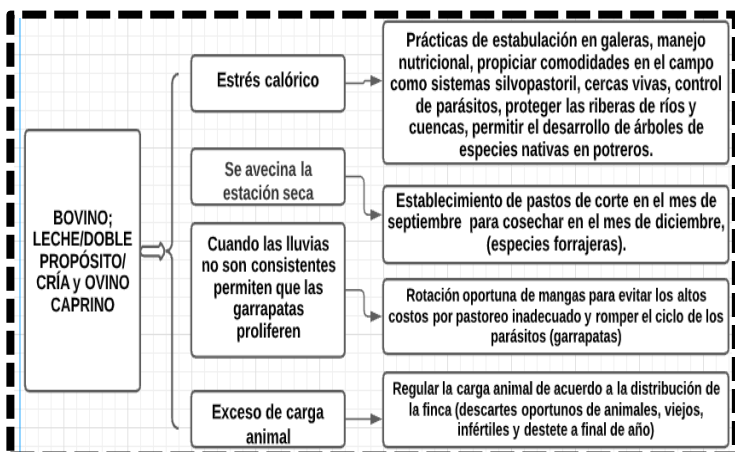 BOVINO;
LECHE/DOBLE
PROPÓSITO/
CRÍA y OVINO
CAPRINO
Estrés calórico
Prácticas de estabulación en galeras, manejo
nutricional, propiciar comodidades en el campo
como sistemas silvopastoril, cercas vivas, control
de parásitos, proteger las riberas de ríos y
cuencas, permitir el desarrollo de árboles de
especies nativas en potreros.
Se avecina la
estación seca
Establecimiento de pastos de corte en el mes de
septiembre para cosechar en el mes de diciembre,
(especies forrajeras).
Cuando las lluvias
no son consistentes
permiten que las
garrapatas
proliferen
Rotación oportuna de mangas para evitar los altos
costos por pastoreo inadecuado y romper el ciclo de los
parásitos (garrapatas)
Exceso de carga
animal
Regular la carga animal de acuerdo a la distribución de
la finca (descartes oportunos de animales, viejos,
infértiles y destete a final de año)